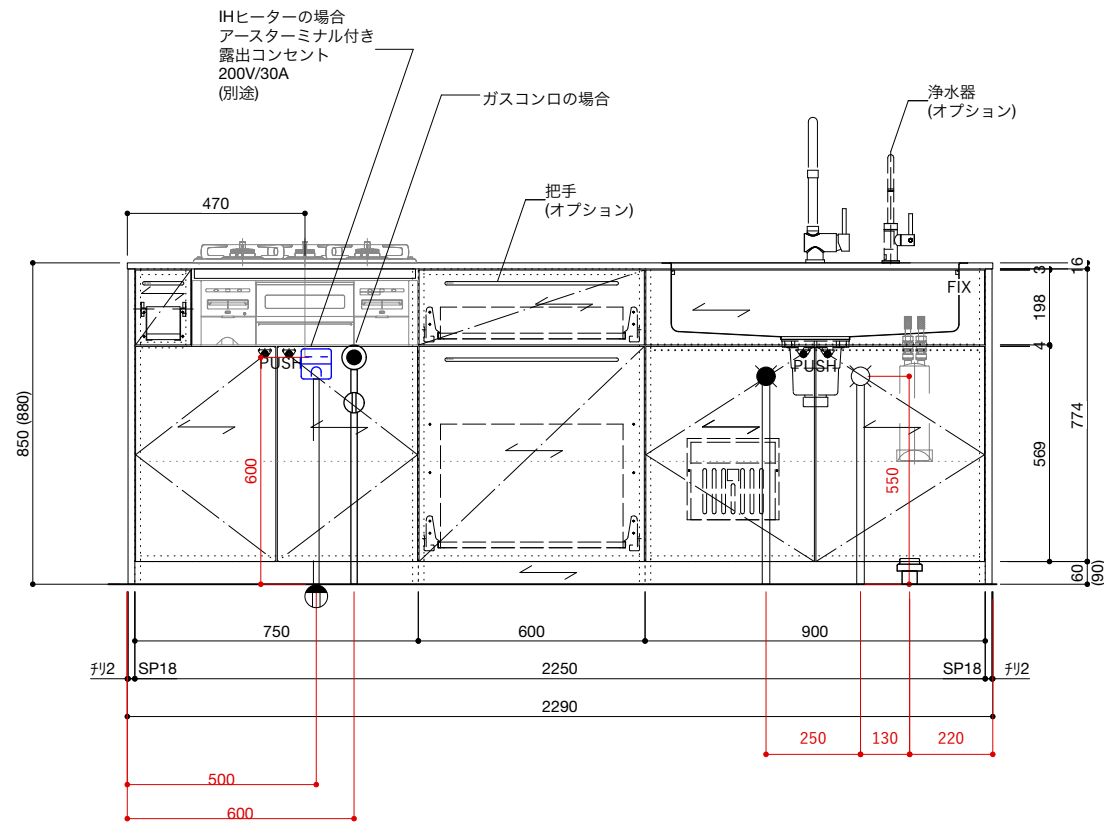 IHヒーターの場合
アースターミナル付き
露出コンセント
200V/30A
(別途)
ガスコンロの場合
浄水器
(オプション)
把手
(オプション)
470
16
3
FIX
198
4
PUSH
PUSH
850 (880)
774
569
600
550
60
(90)
750
600
900
チリ2
SP18
2250
SP18
チリ2
2290
250
130
220
500
600